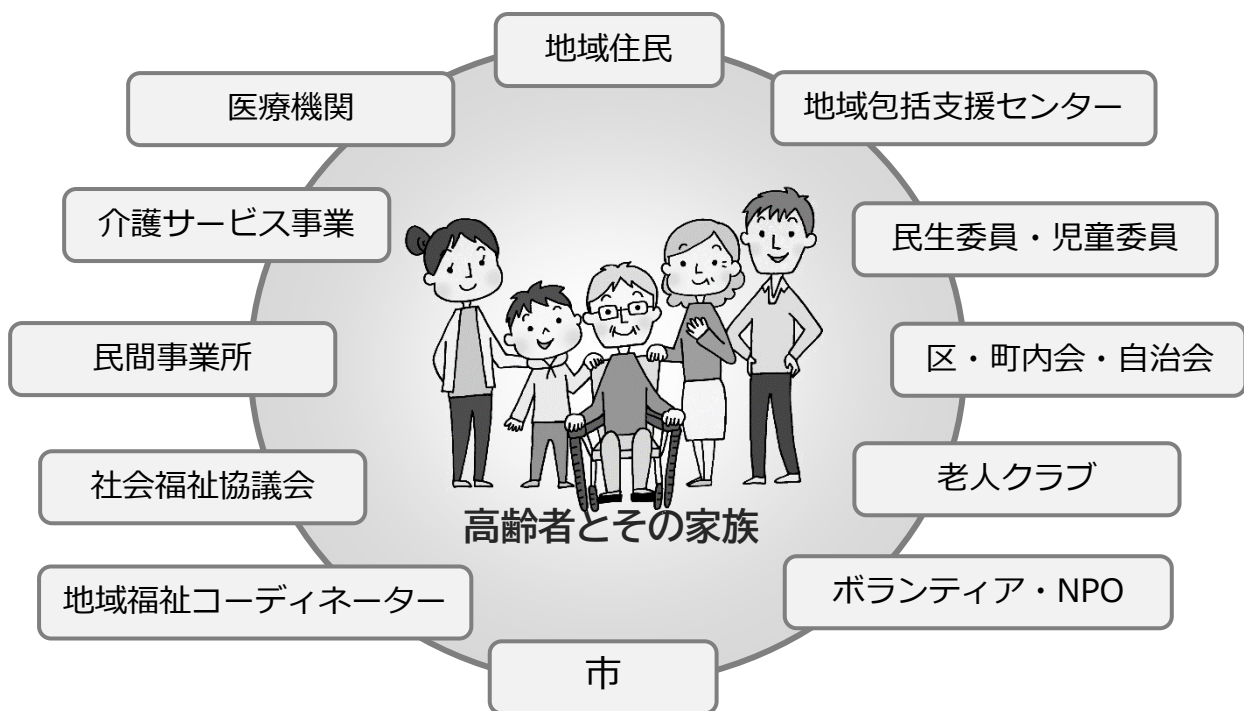 地域住民
医療機関
地域包括支援センター
介護サービス事業
民生委員・児童委員
民間事業所
区・町内会・自治会
社会福祉協議会
老人クラブ
高齢者とその家族
地域福祉コーディネーター
ボランティア・NPO
市